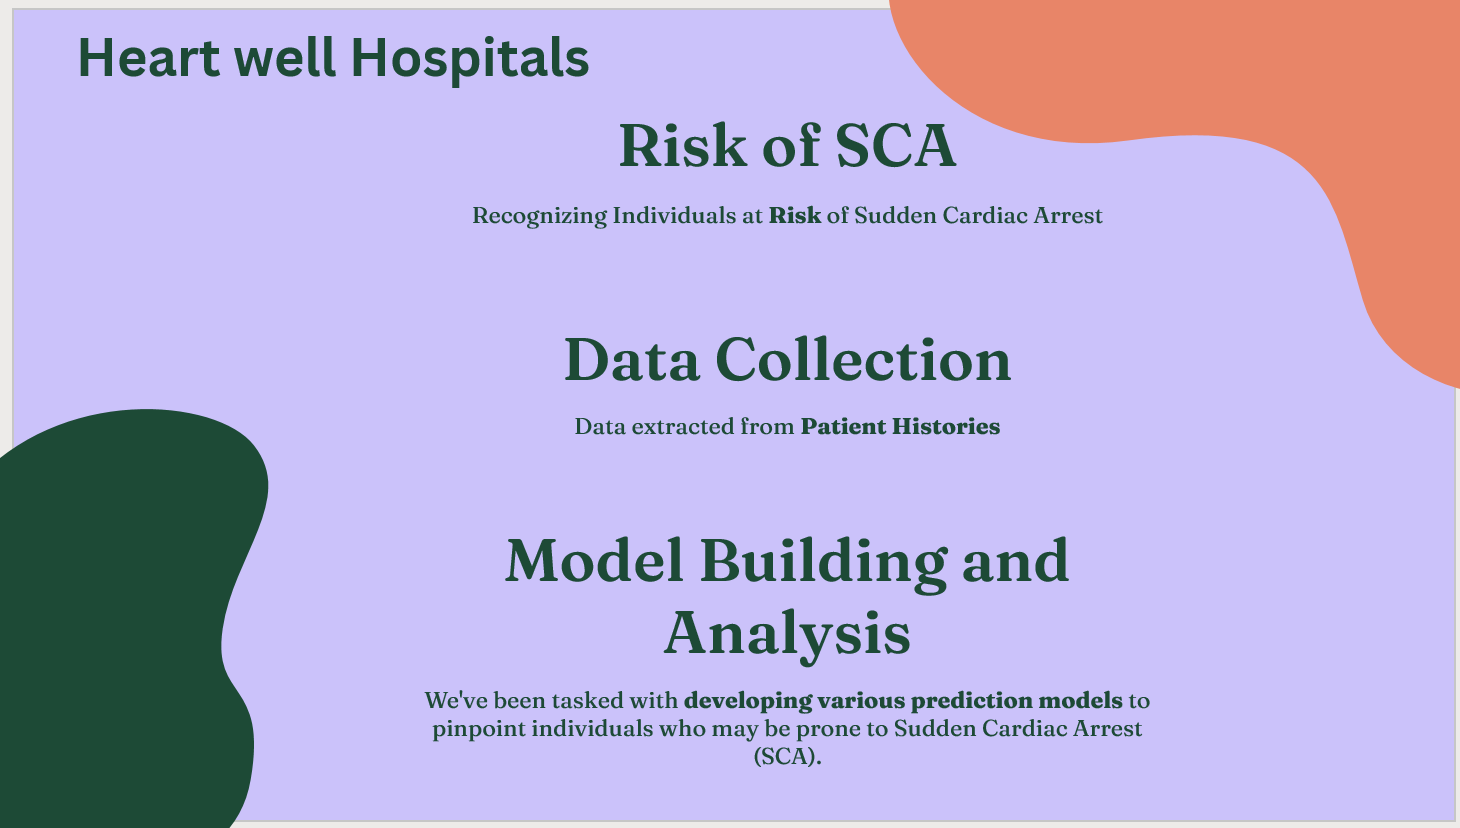 Heart well Hospitals
Risk of SCA
Recognizing Individuals at Risk of Sudden Cardiac Arrest
Data Collection
Data extracted from Patient Histories
Model Building and
Analysis
We've been tasked with developing various prediction models to
pinpoint individuals who may be prone to Sudden Cardiac Arrest
(SCA).